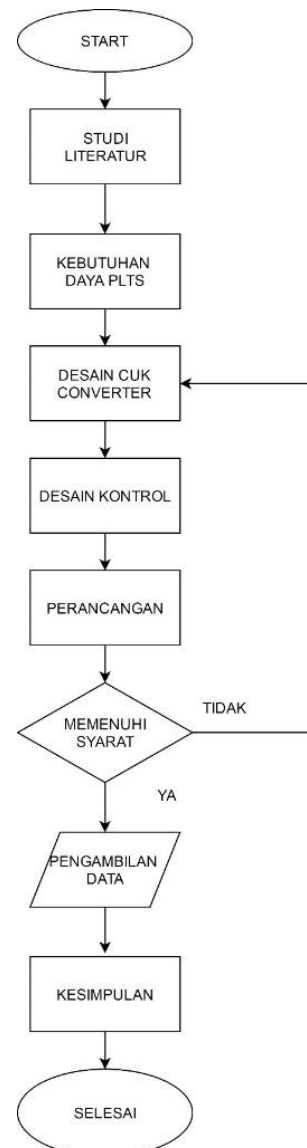 START
STUDI
LITERATUR
KEBUTUHAN
DAYA PLTS
DESAIN CUK
CONVERTER
DESAIN KONTROL
PERANCANGAN
MEMENUHI
SYARAT
TIDAK
YA
PENGAMBILAN
DATA
KESIMPULAN
SELESAI